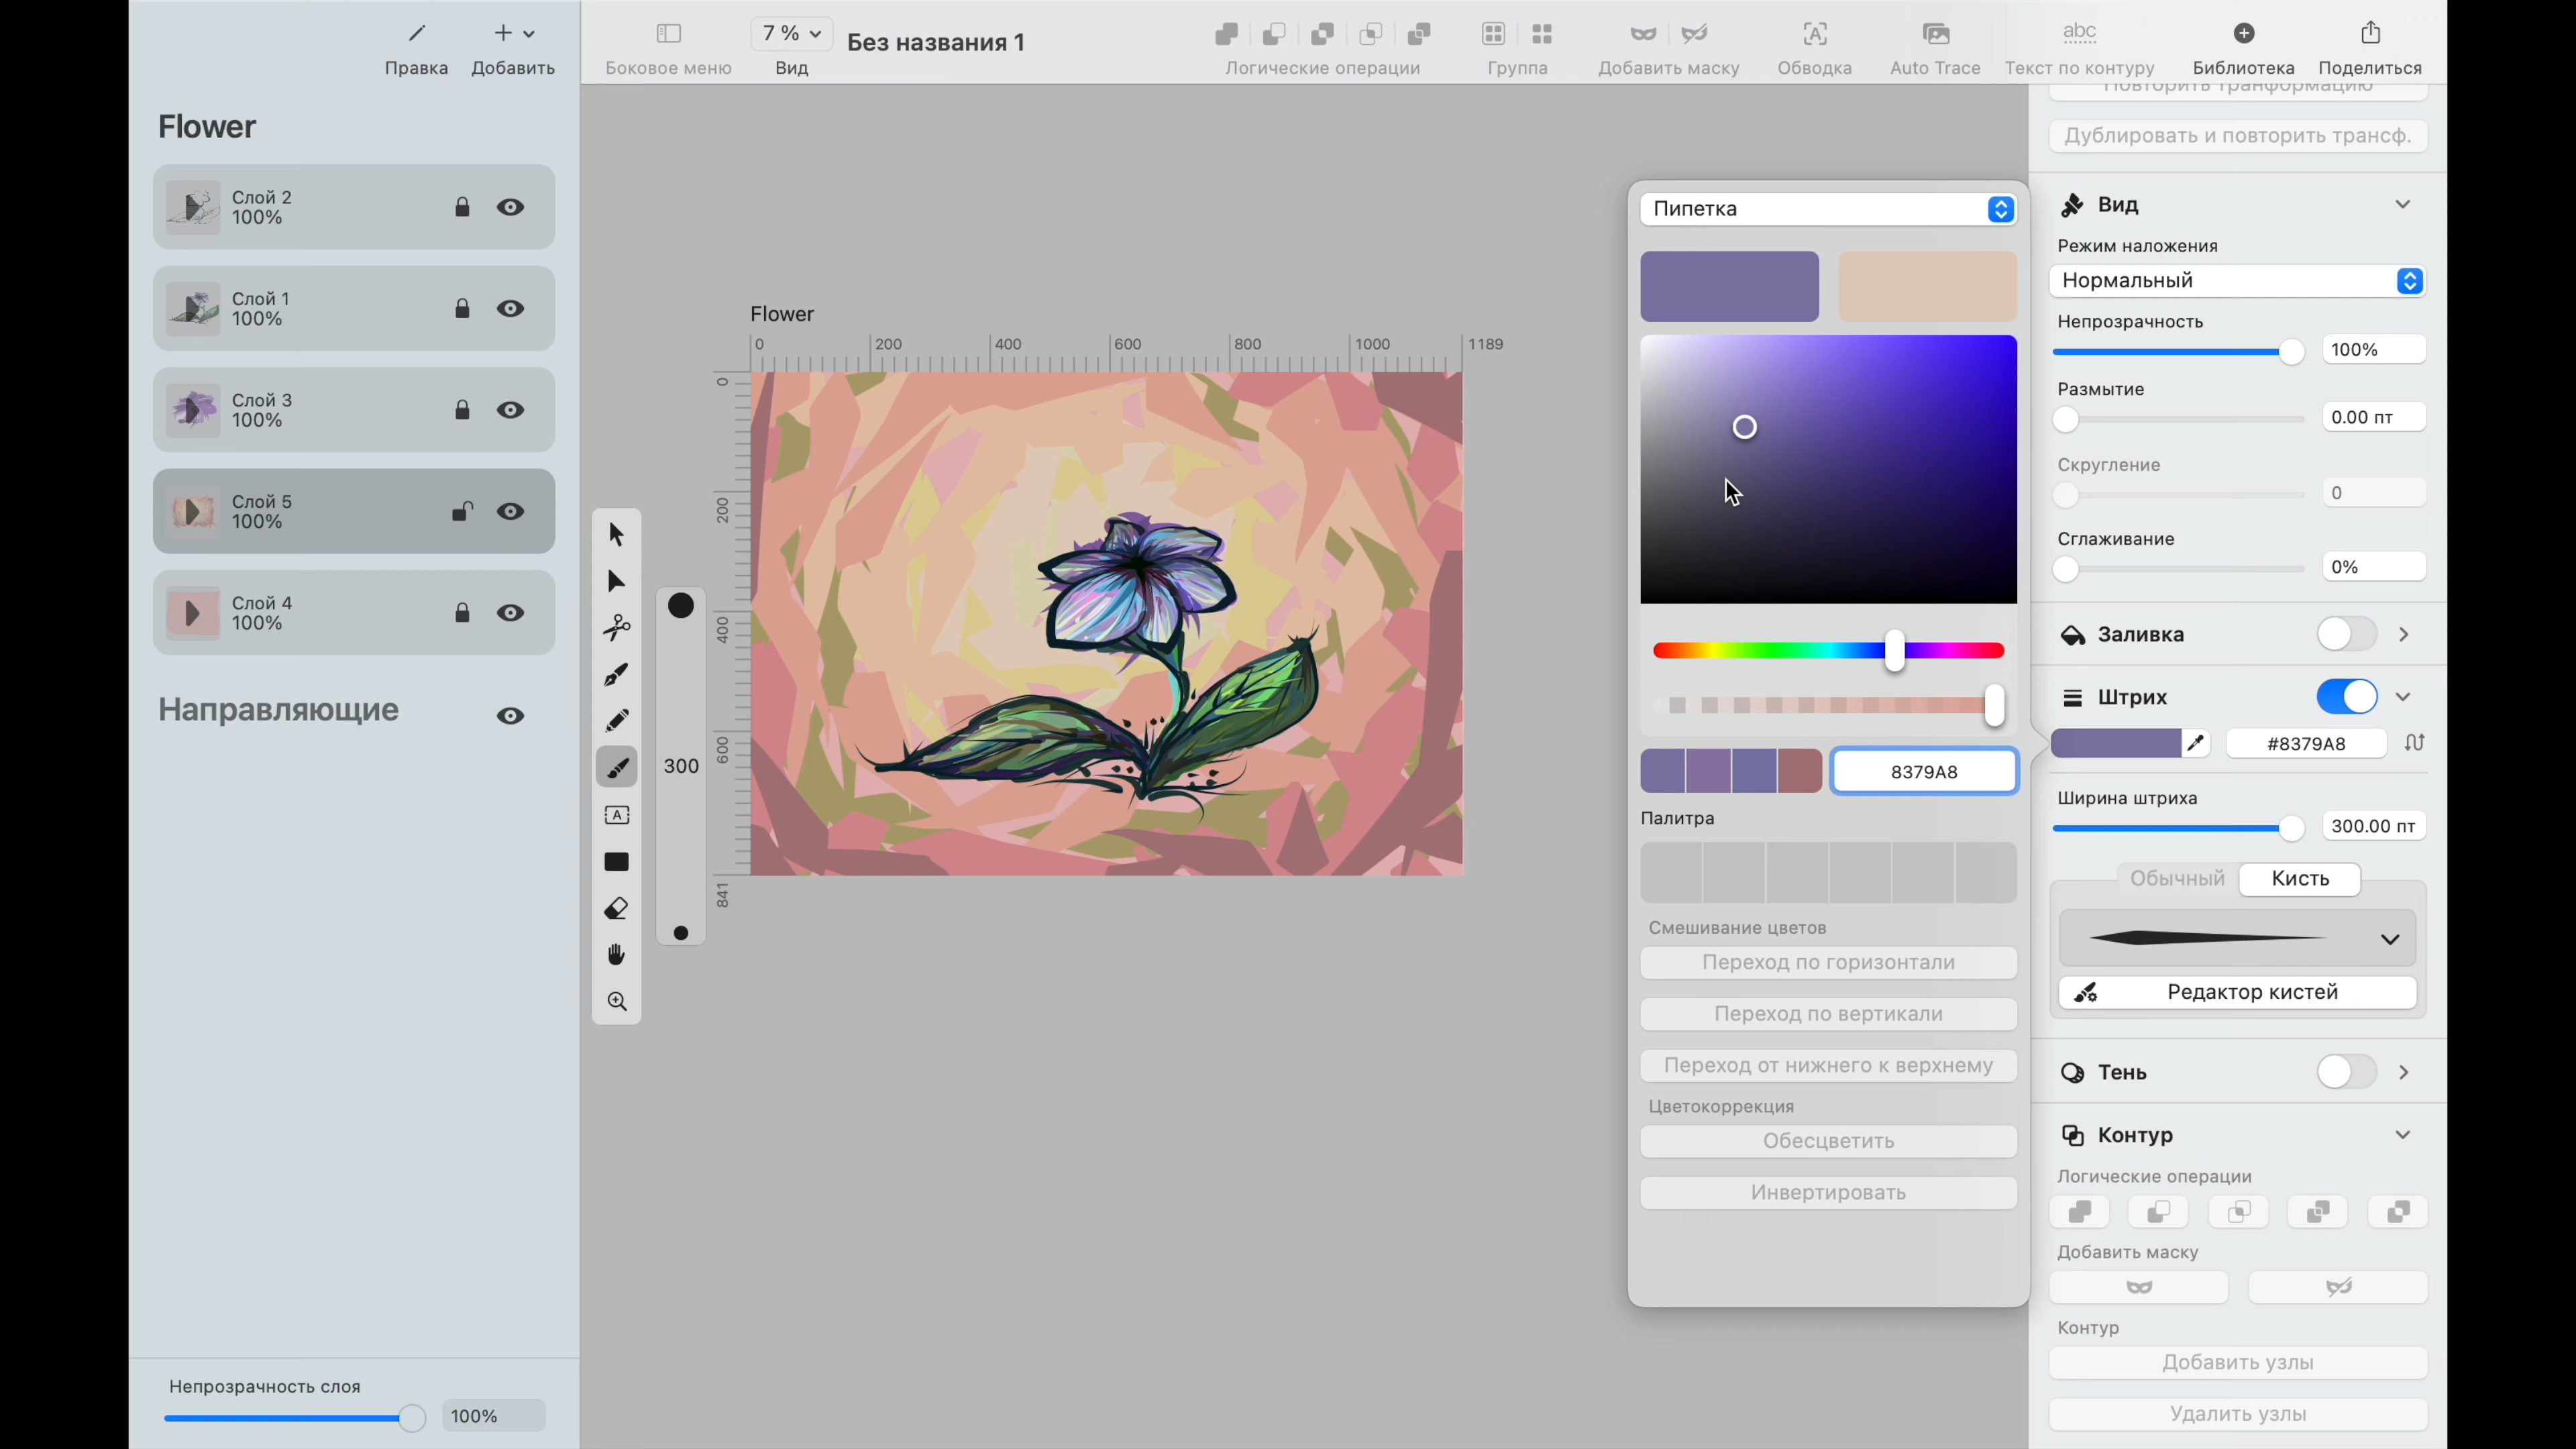 Правка
Добавить
Боковое меню
7 %
Вид
Без названия 1
Логические операции
Группа
Добавить маску
Обводка
Auto Trace
abc
Текст по контуру
Библиотека
Поделиться
Flower
Слой 2
100%
Слой 1
100%
Слой 3
100%
Слой 5
100%
Слой 4
100%
Направляющие
Непрозрачность слоя
100%
Flower
0 200 400 600 800 1000 1189
0
200
400
600
841
300
A
Пипетка
8379A8
Палитра
Смешивание цветов
Переход по горизонтали
Переход по вертикали
Переход от нижнего к верхнему
Цветокоррекция
Обесцветить
Инвертировать
Повторить транформацию
Дублировать и повторить трансф.
Вид
Режим наложения
Нормальный
Непрозрачность
100%
Размытие
0.00 пт
Скругление
0
Сглаживание
0%
Заливка
Штрих
#8379A8
Ширина штриха
300.00 пт
Обычный
Кисть
Редактор кистей
Тень
Контур
Логические операции
Добавить маску
Контур
Добавить узлы
Удалить узлы